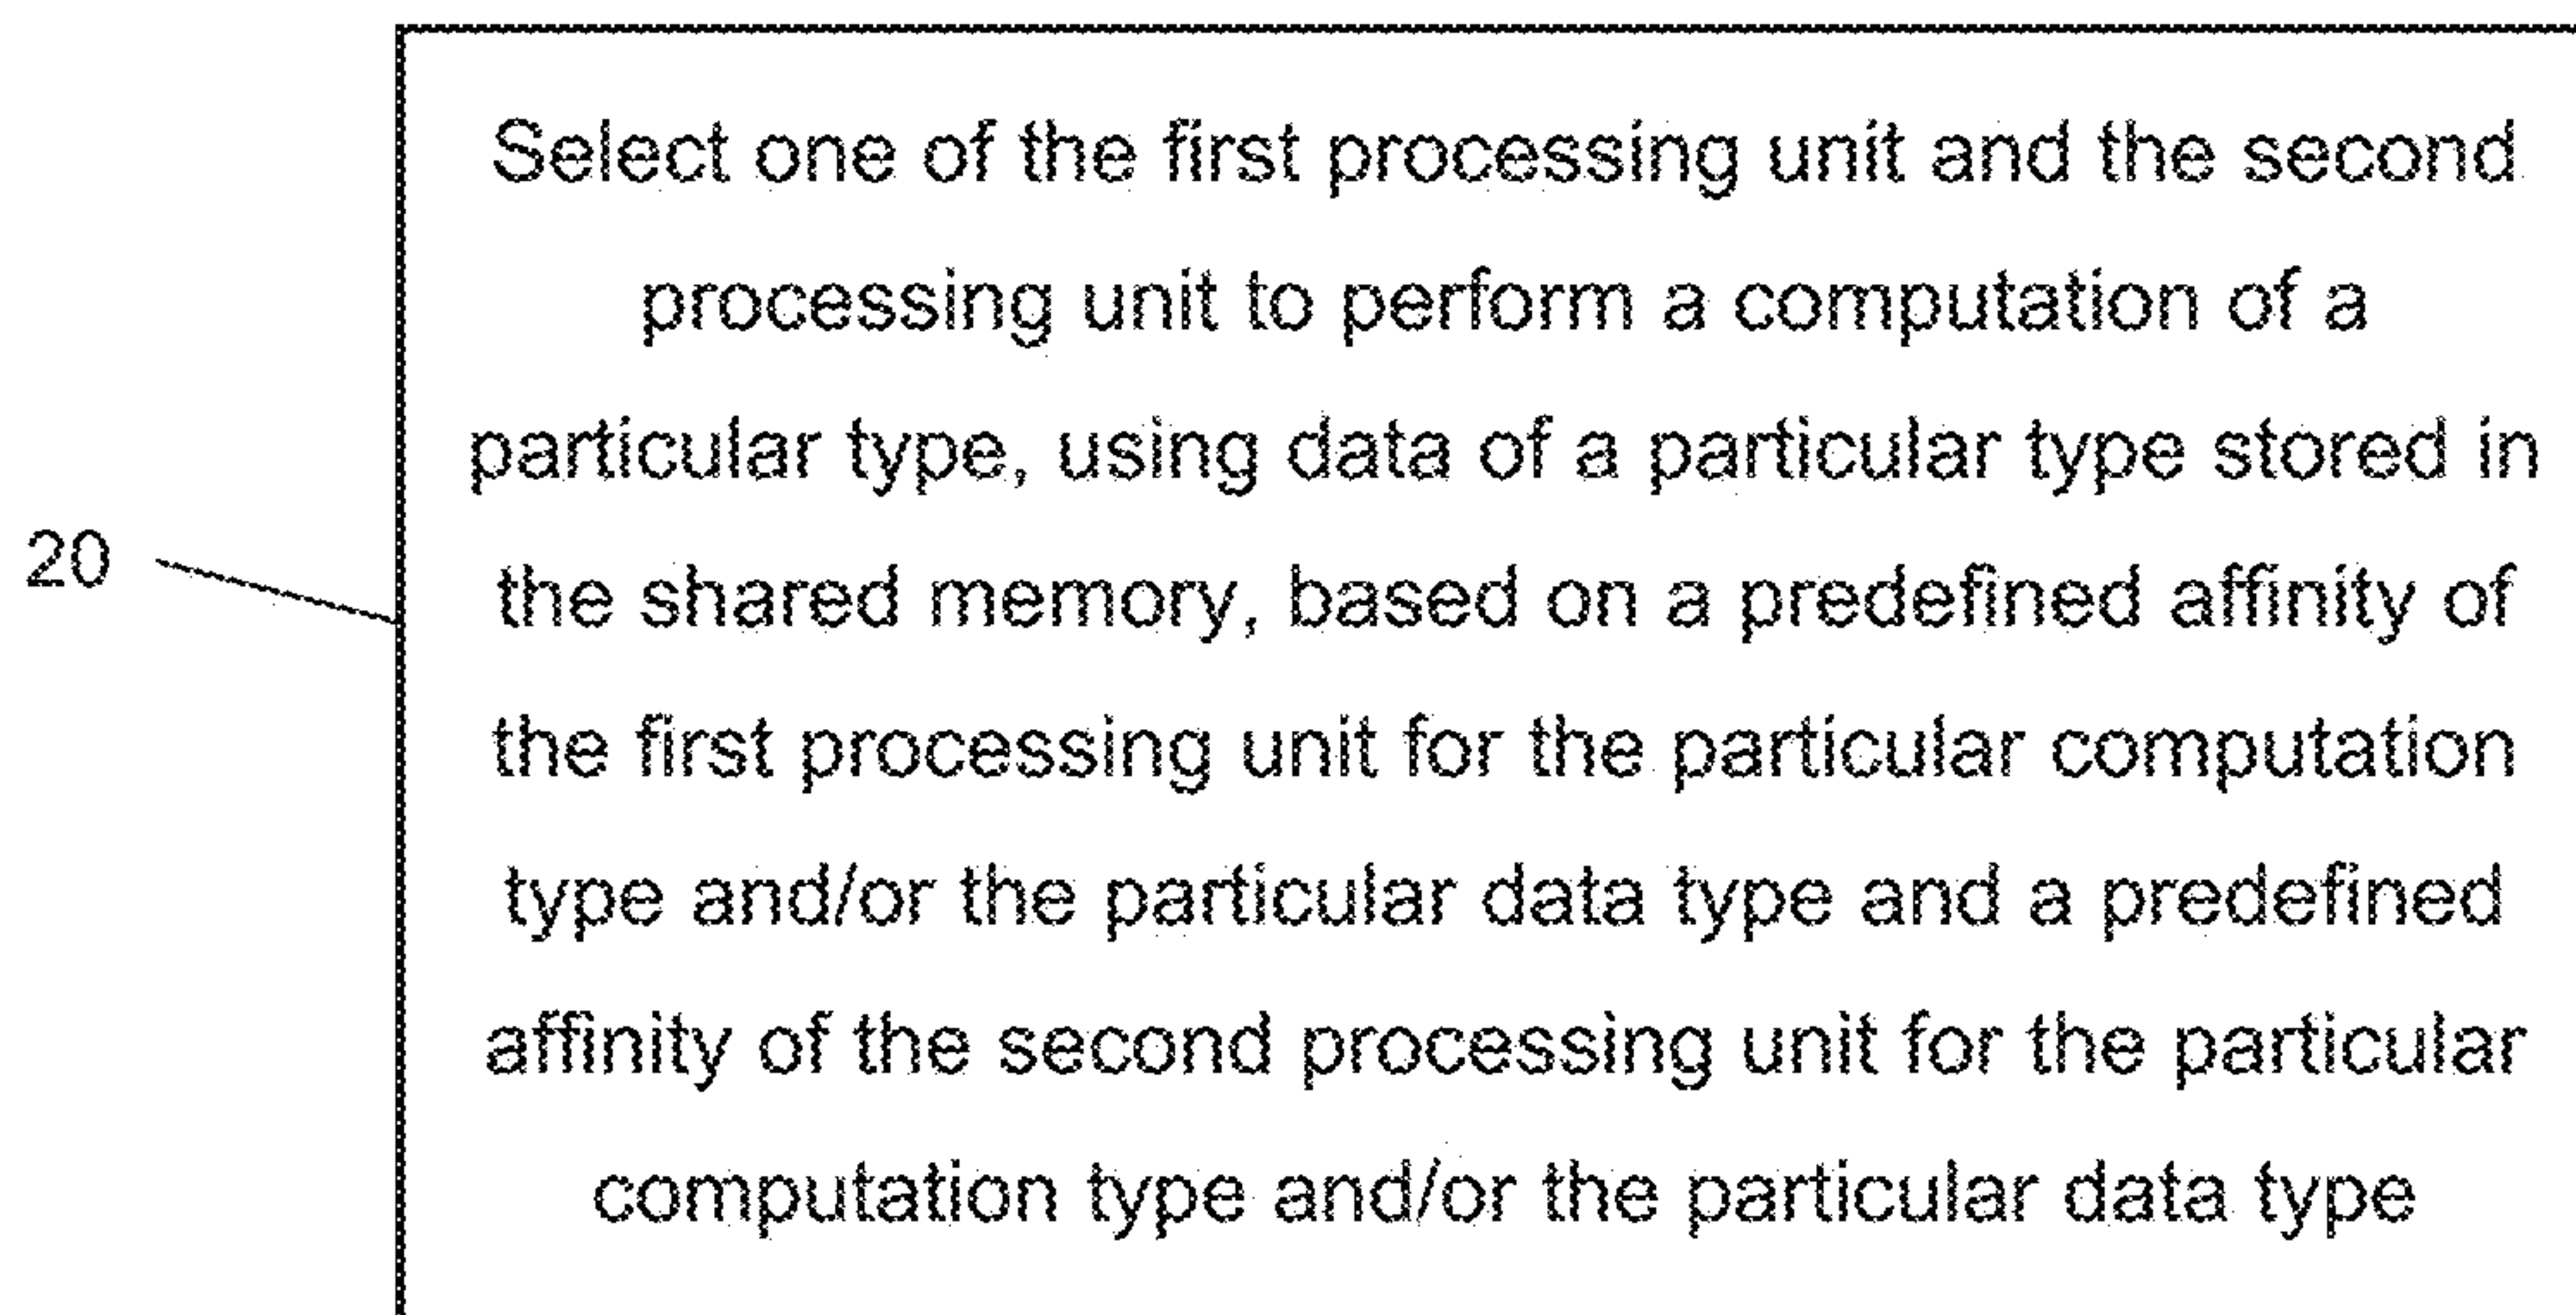 Select one of the first processing unit and the second
processing unit to perform a computation of a
particular type, using data of a particular type stored in
20
the shared memory, based on a predefined affinity of
the first processing unit for the particular computation
type and/or the particular data type and a predefined
affinity of the second processing unit for the particular
computation type and/or the particular data type